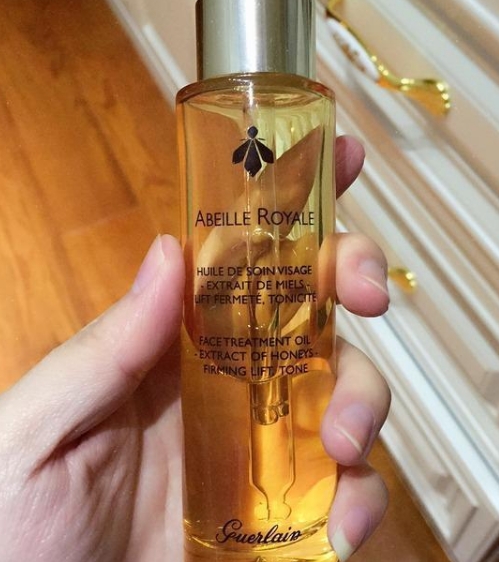 ABEILLE ROYALE
HUILE DE SOIN VISAGE
- EXTRAIT DE MIELS -
LIFT FERMETÉ, TONICITÉ
FACE TREATMENT OIL
- EXTRACT OF HONEYS -
FIRMING LIFT, TONE
Guerlain